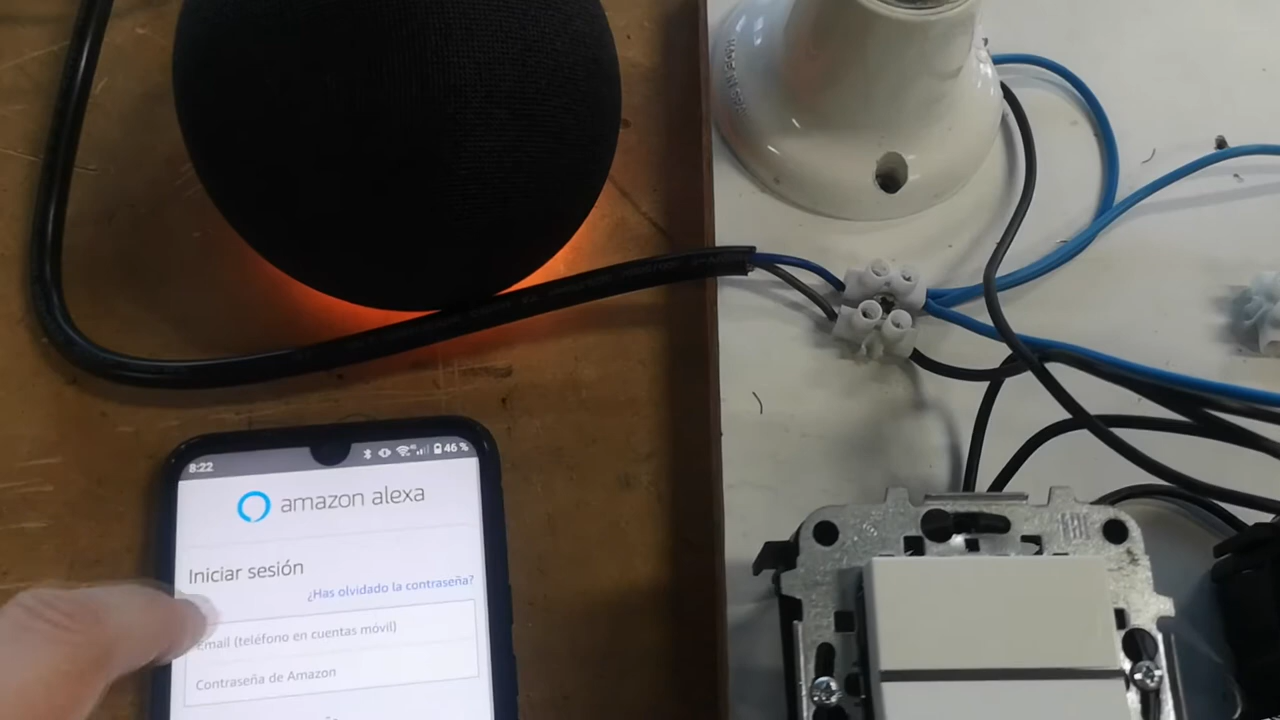 8:22
46%
amazon alexa
Iniciar sesión
¿Has olvidado la contraseña?
Email (teléfono en cuentas móvil)
Contraseña de Amazon